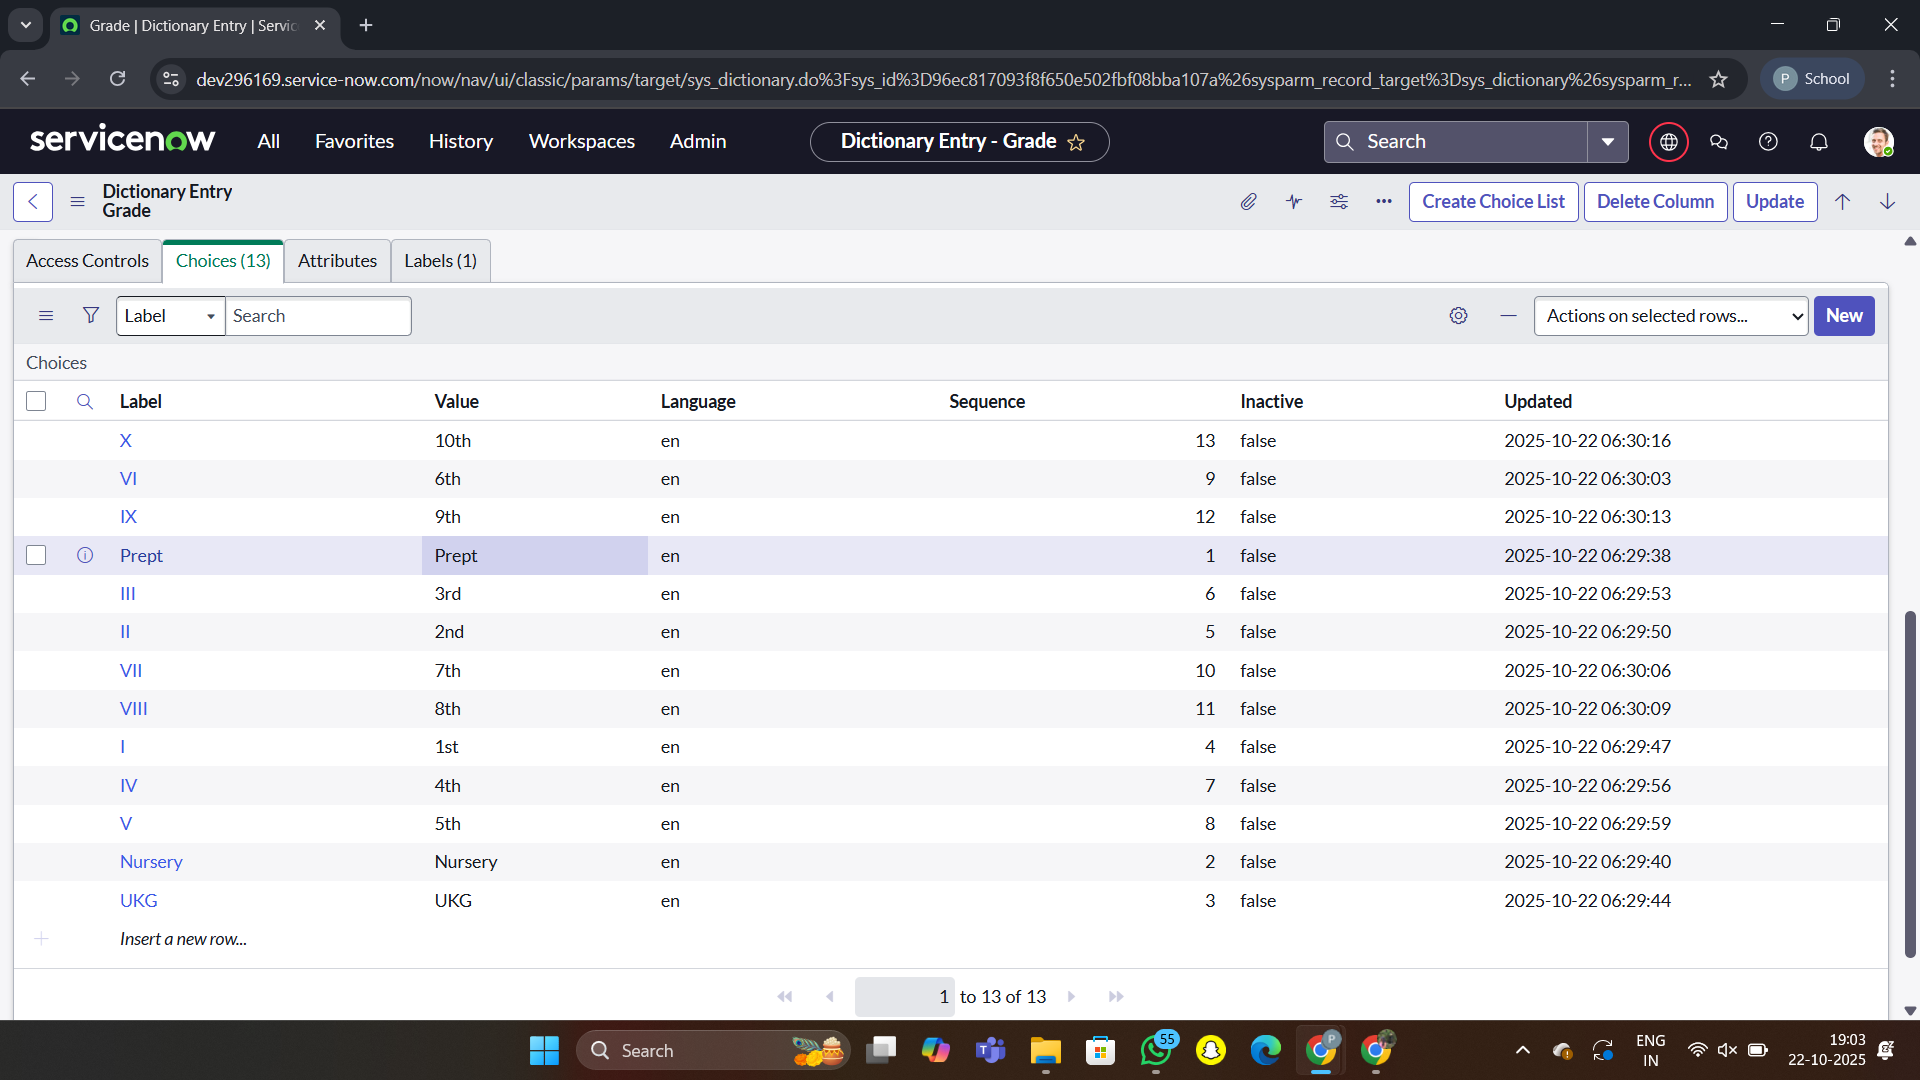 Grade | Dictionary Entry | Servic
dev296169.service-now.com/now/nav/ui/classic/params/target/sys_dictionary.do%3Fsys_id%3D96ec817093f8f650e502fbf08bba107a%26sysparm_record_target%3Dsys_dictionary%26sysparm_r...
P School
servicenow All Favorites History Workspaces Admin Dictionary Entry - Grade Search
Dictionary Entry
Grade
Create Choice List Delete Column Update
Access Controls Choices (13) Attributes Labels (1)
Label Search Actions on selected rows... New
Choices
Label Value Language Sequence Inactive Updated
X 10th en 13 false 2025-10-22 06:30:16
VI 6th en 9 false 2025-10-22 06:30:03
IX 9th en 12 false 2025-10-22 06:30:13
Prept Prept en 1 false 2025-10-22 06:29:38
III 3rd en 6 false 2025-10-22 06:29:53
II 2nd en 5 false 2025-10-22 06:29:50
VII 7th en 10 false 2025-10-22 06:30:06
VIII 8th en 11 false 2025-10-22 06:30:09
I 1st en 4 false 2025-10-22 06:29:47
IV 4th en 7 false 2025-10-22 06:29:56
V 5th en 8 false 2025-10-22 06:29:59
Nursery Nursery en 2 false 2025-10-22 06:29:40
UKG UKG en 3 false 2025-10-22 06:29:44
Insert a new row...
1 to 13 of 13
Search 55 P ENG 19:03
IN 22-10-2025